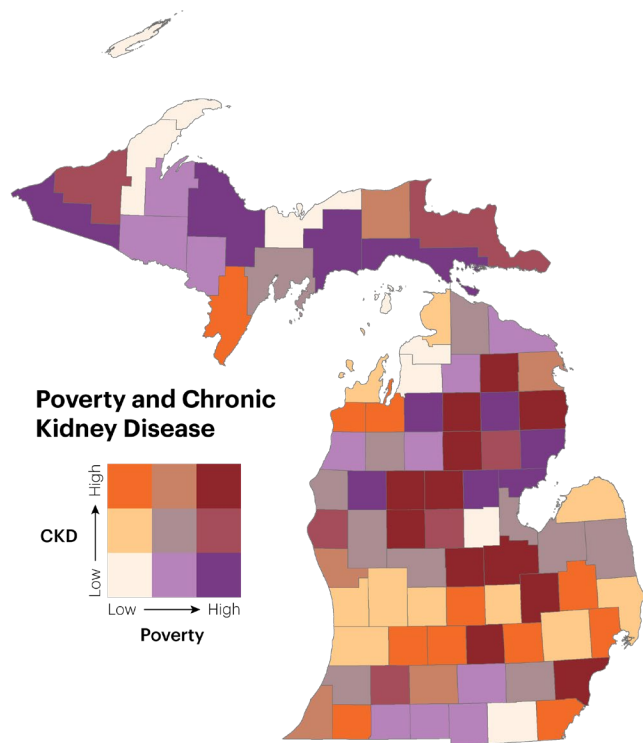 Poverty and Chronic
Kidney Disease
High
CKD
Low
Low
High
Poverty